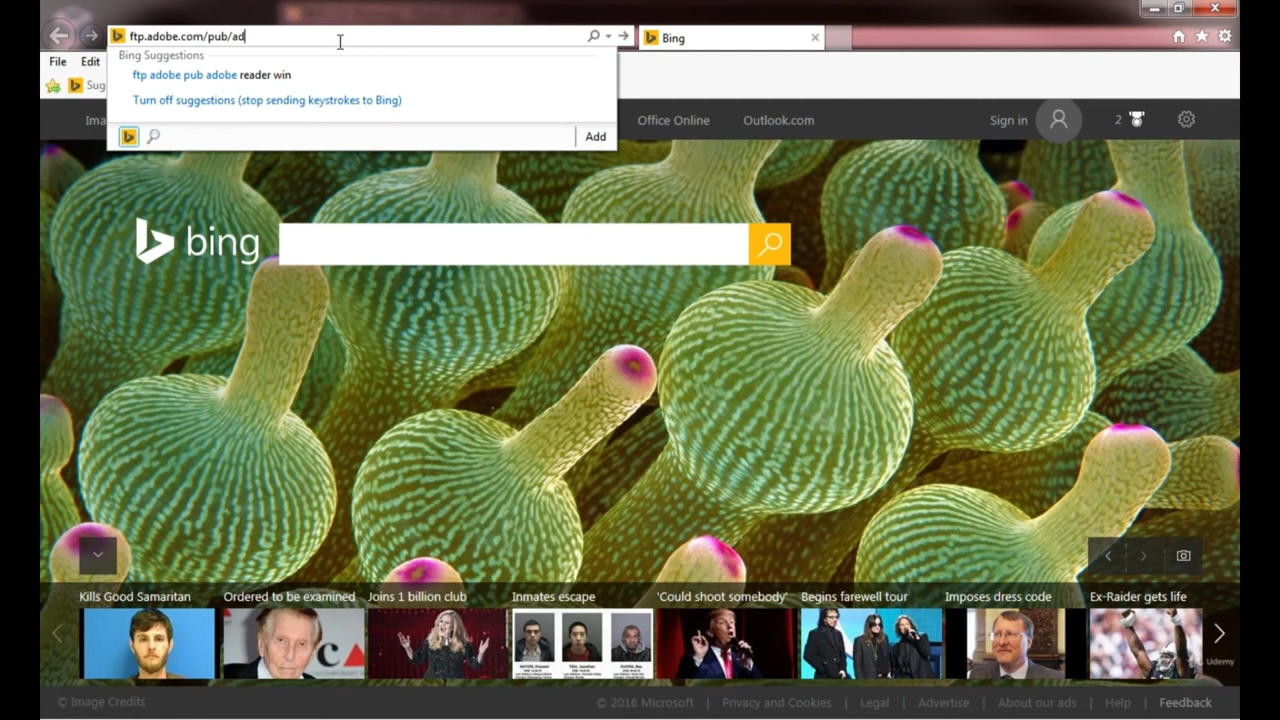 ftp.adobe.com/pub/ad
Bing
Bing Suggestions
File Edit
ftp adobe pub adobe reader win
Sug
Turn off suggestions (stop sending keystrokes to Bing)
Ima
Office Online
Outlook.com
Sign in
2
Add
bing
Kills Good Samaritan
Ordered to be examined
Joins 1 billion club
Inmates escape
'Could shoot somebody'
Begins farewell tour
Imposes dress code
Ex-Raider gets life
Udemy
© Image Credits
© 2016 Microsoft | Privacy and Cookies | Legal | Advertise | About our ads | Help | Feedback